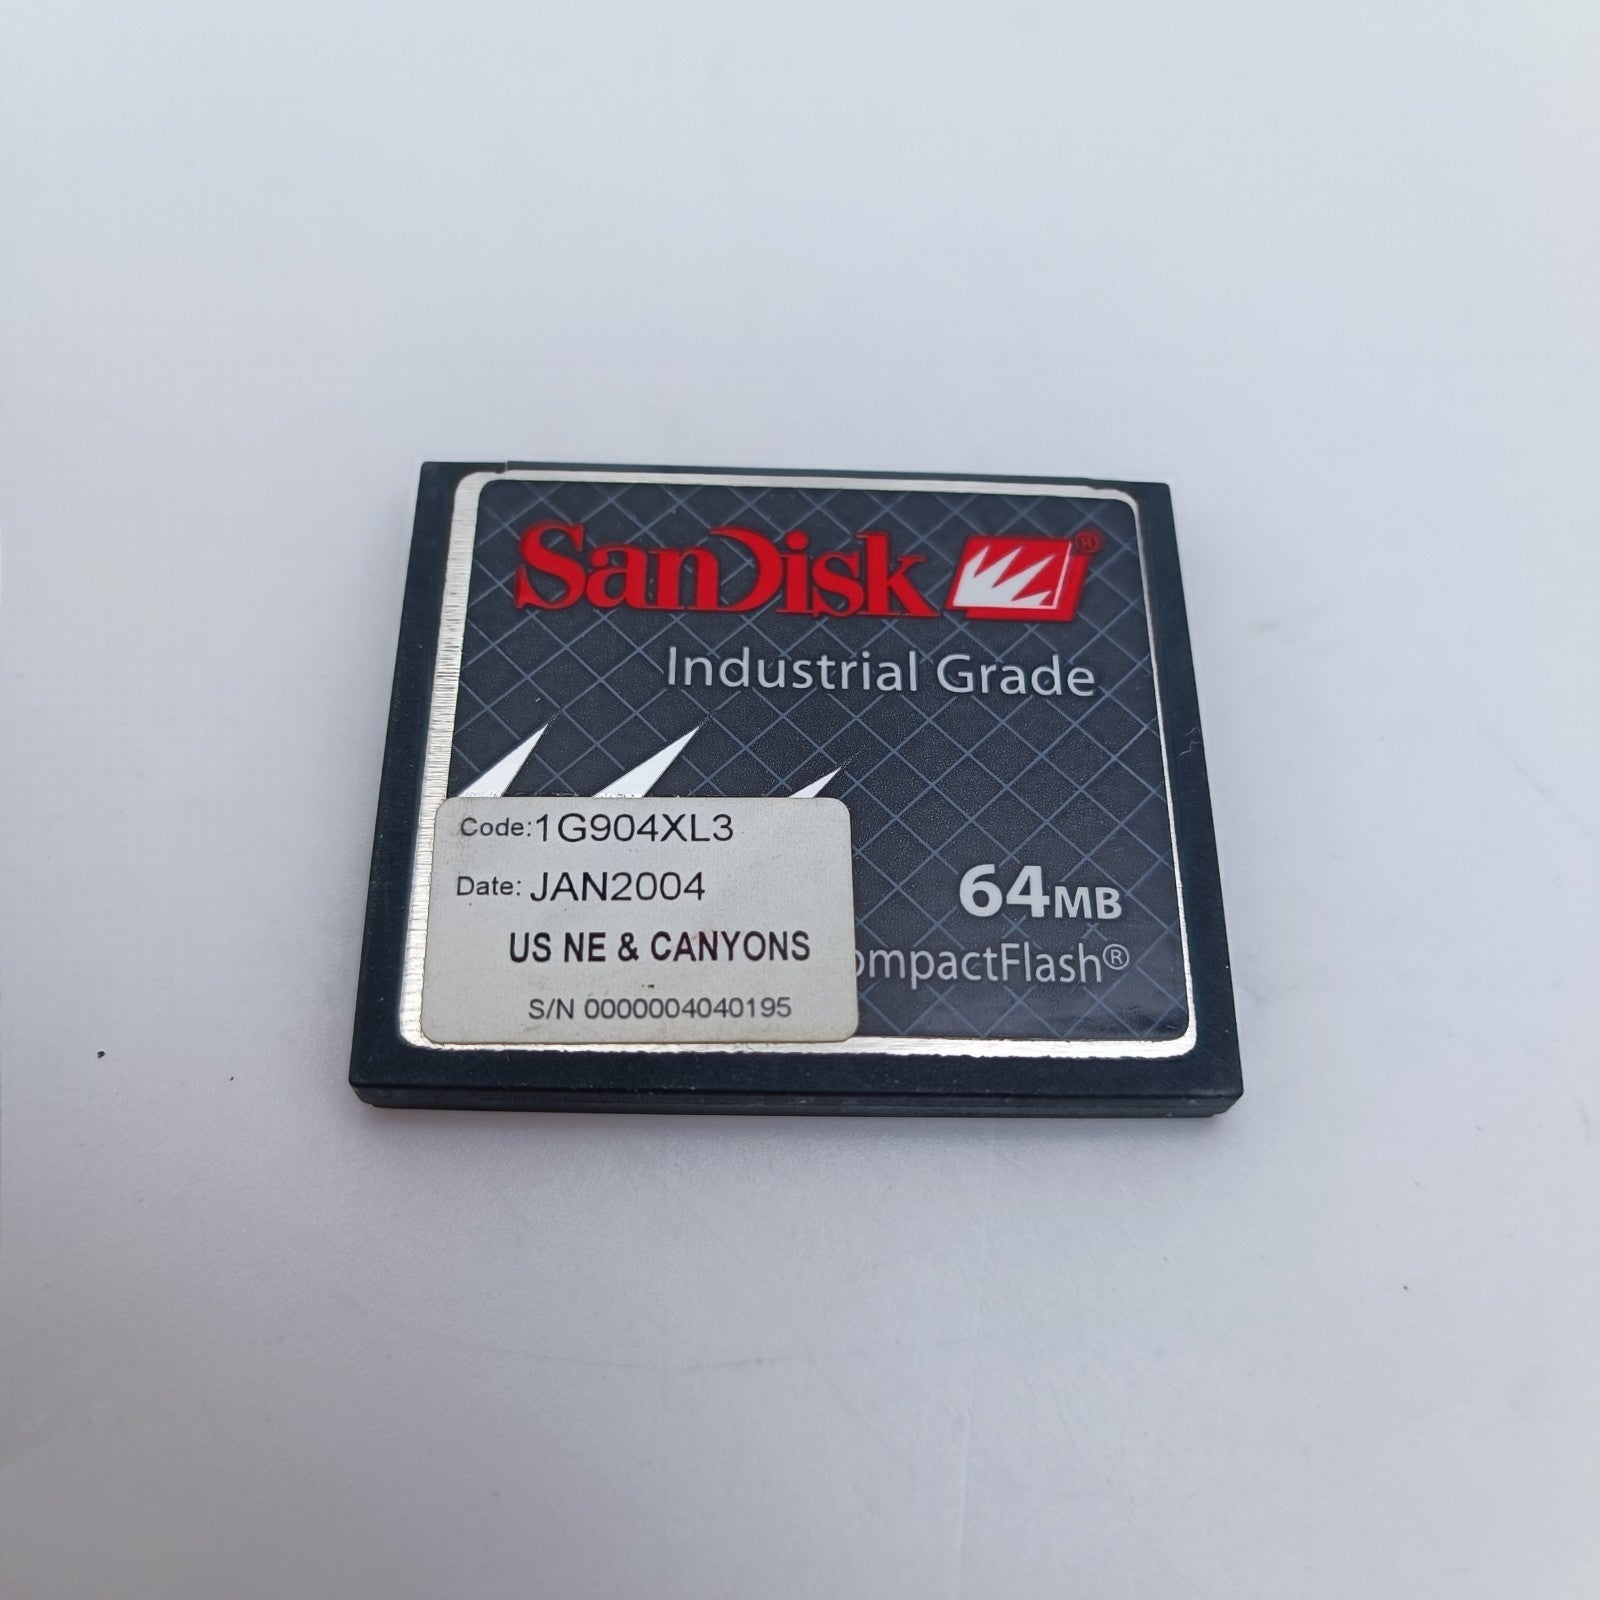 SanDisk ®
Industrial Grade
Code:1G904XL3
Date: JAN2004
US NE & CANYONS
S/N 0000004040195
64MB
ompactFlash®